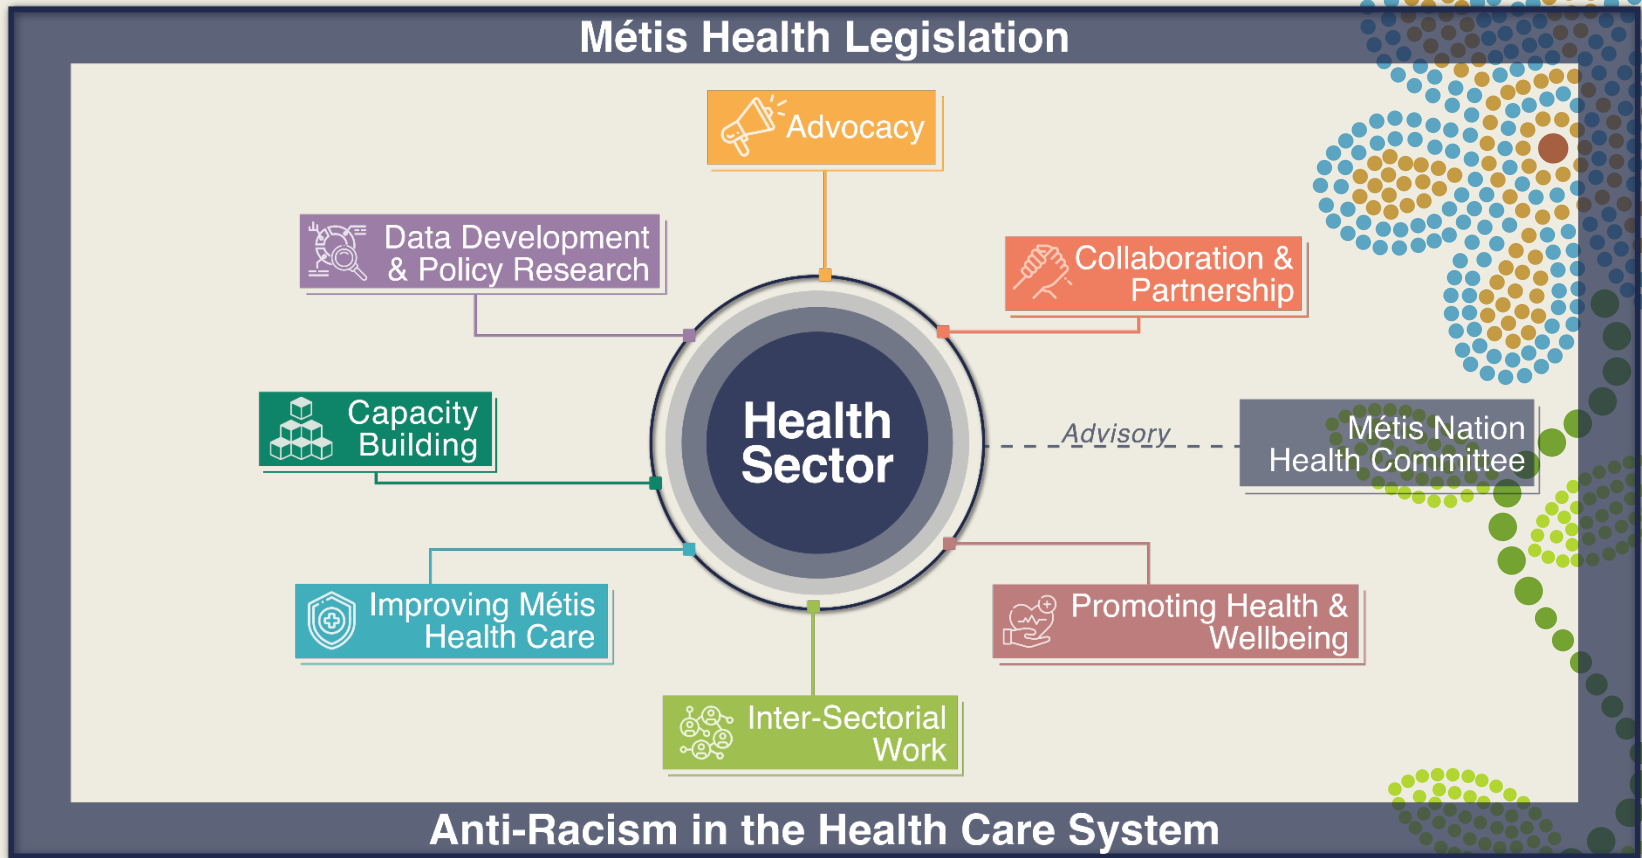 Métis Health Legislation
Advocacy
Data Development
& Policy Research
Collaboration &
Partnership
Capacity
Building
Health
Sector
Advisory
Métis Nation
Health Committee
Improving Métis
Health Care
Promoting Health &
Wellbeing
Inter-Sectorial
Work
Anti-Racism in the Health Care System